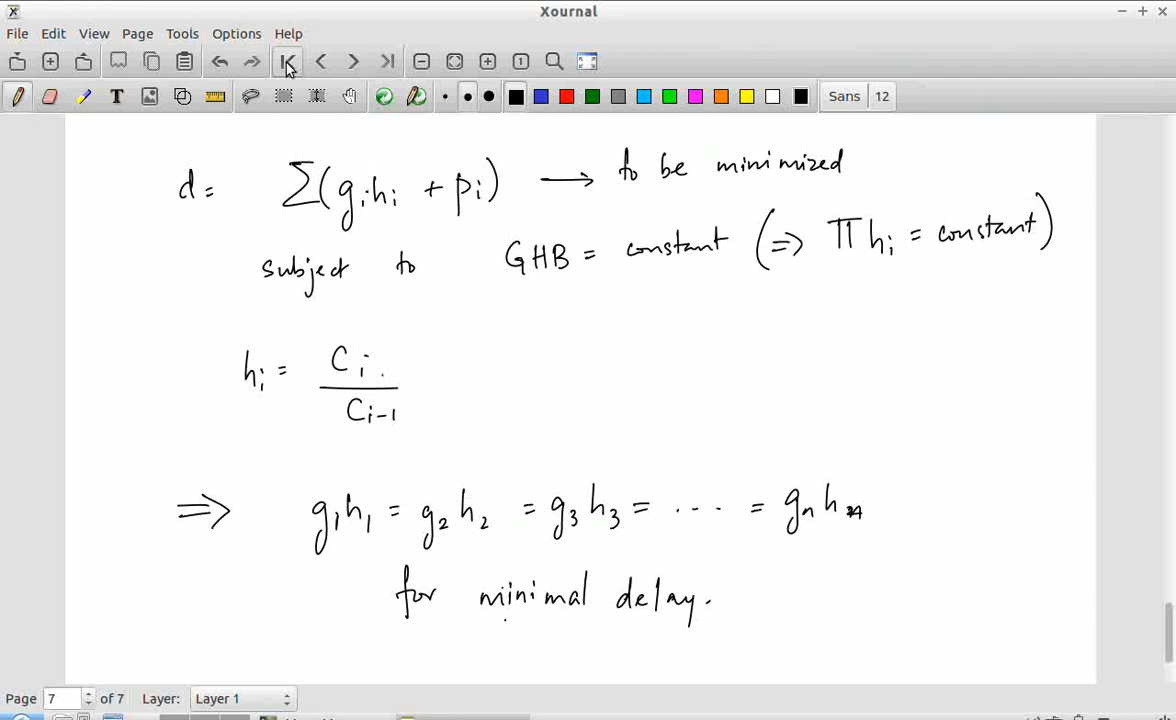 Xournal
File Edit View Page Tools Options Help
Sans 12
d = Σ(gihi + pi) → to be minimized
subject to GHB = constant (⇒ Π hi = constant)
hi = Ci / Ci-1
⇒ g1h1 = g2h2 = g3h3 = .... = gnhn
for minimal delay.
Page 7 of 7 Layer: Layer 1